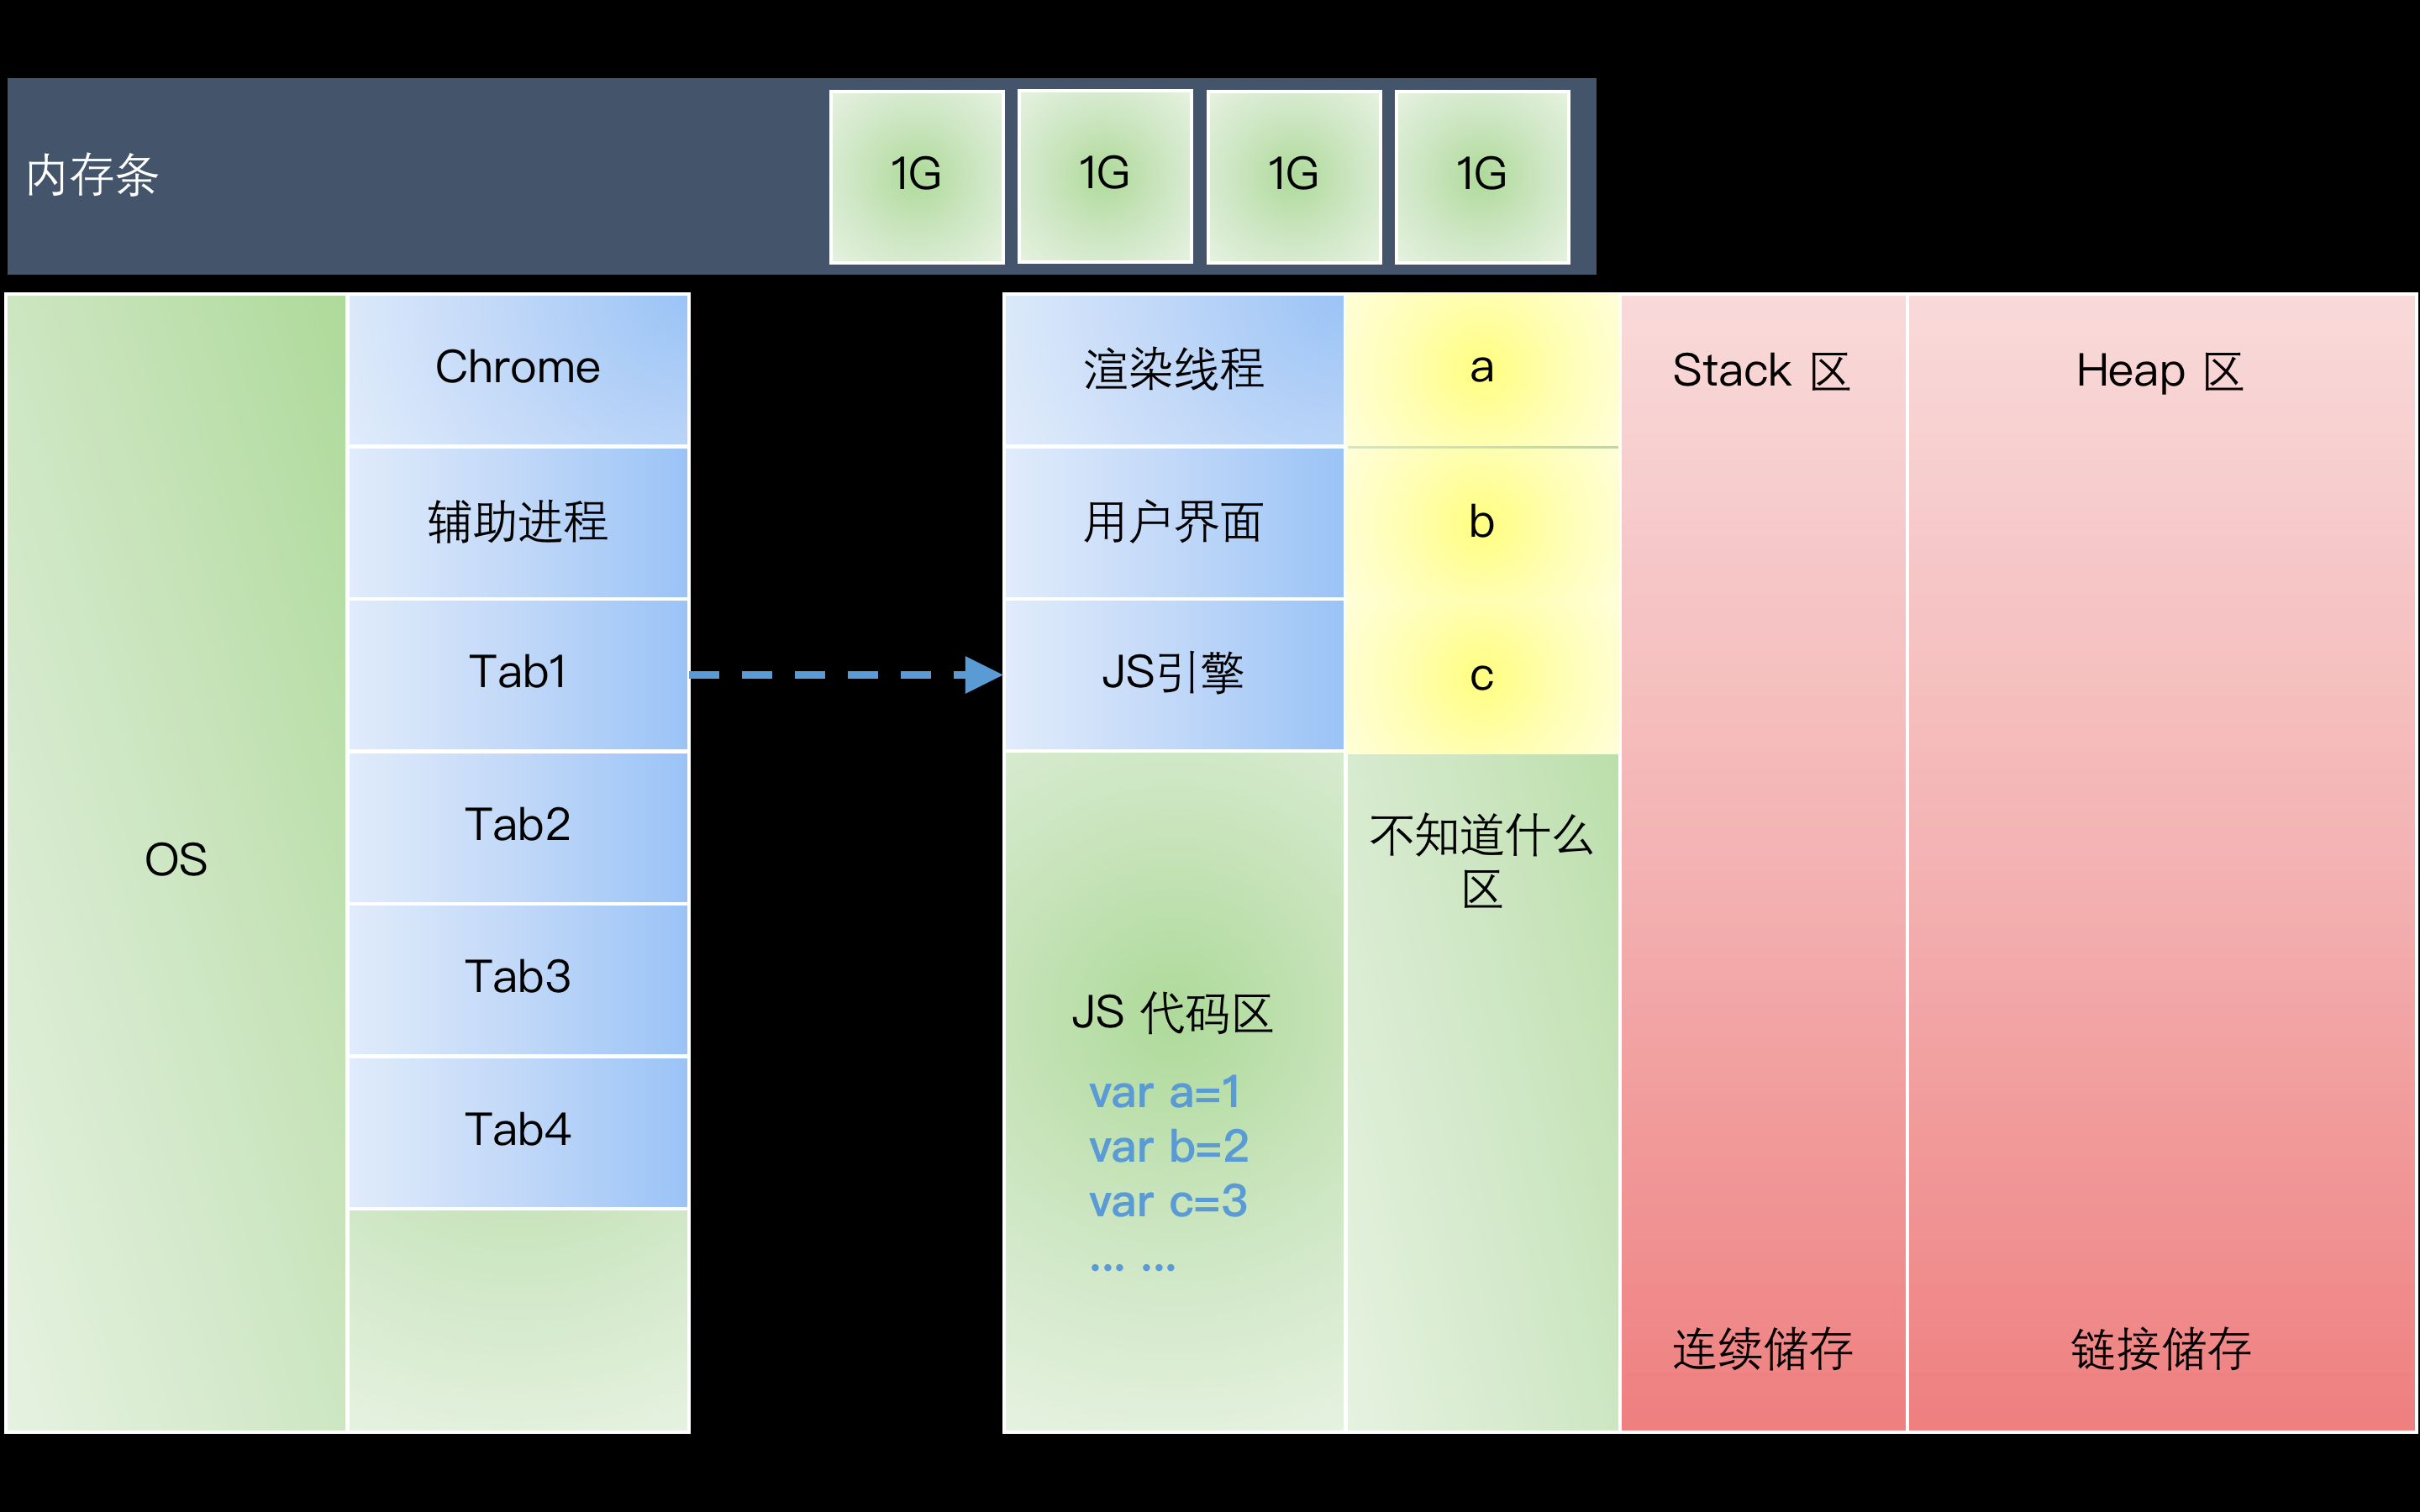 内存条
1G
1G
1G
1G
OS
Chrome
辅助进程
Tab1
Tab2
Tab3
Tab4
渲染线程
用户界面
JS引擎
JS 代码区
var a=1
var b=2
var c=3
... ...
a
b
c
不知道什么
区
Stack 区
连续储存
Heap 区
链接储存